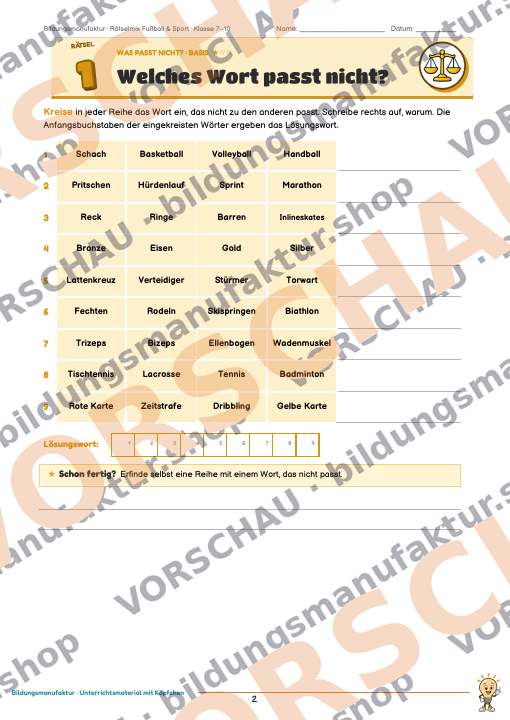 Bildungsmanufaktur · Rätselmix Fußball & Sport · Klasse 7–10 Name: Datum:
RÄTSEL
1
WAS PASST NICHT? · BASIS ★☆☆
Welches Wort passt nicht?
Kreise in jeder Reihe das Wort ein, das nicht zu den anderen passt. Schreibe rechts auf, warum. Die
Anfangsbuchstaben der eingekreisten Wörter ergeben das Lösungswort.
1 Schach Basketball Volleyball Handball
2 Pritschen Hürdenlauf Sprint Marathon
3 Reck Ringe Barren Inlineskates
4 Bronze Eisen Gold Silber
5 Lattenkreuz Verteidiger Stürmer Torwart
6 Fechten Rodeln Skispringen Biathlon
7 Trizeps Bizeps Ellenbogen Wadenmuskel
8 Tischtennis Lacrosse Tennis Badminton
9 Rote Karte Zeitstrafe Dribbling Gelbe Karte
Lösungswort: 1 2 3 4 5 6 7 8 9
★ Schon fertig? Erfinde selbst eine Reihe mit einem Wort, das nicht passt.
Bildungsmanufaktur · Unterrichtsmaterial mit Köpfchen
2
VORSCHAU · bildungsmanufaktur.shop
VORSCHAU